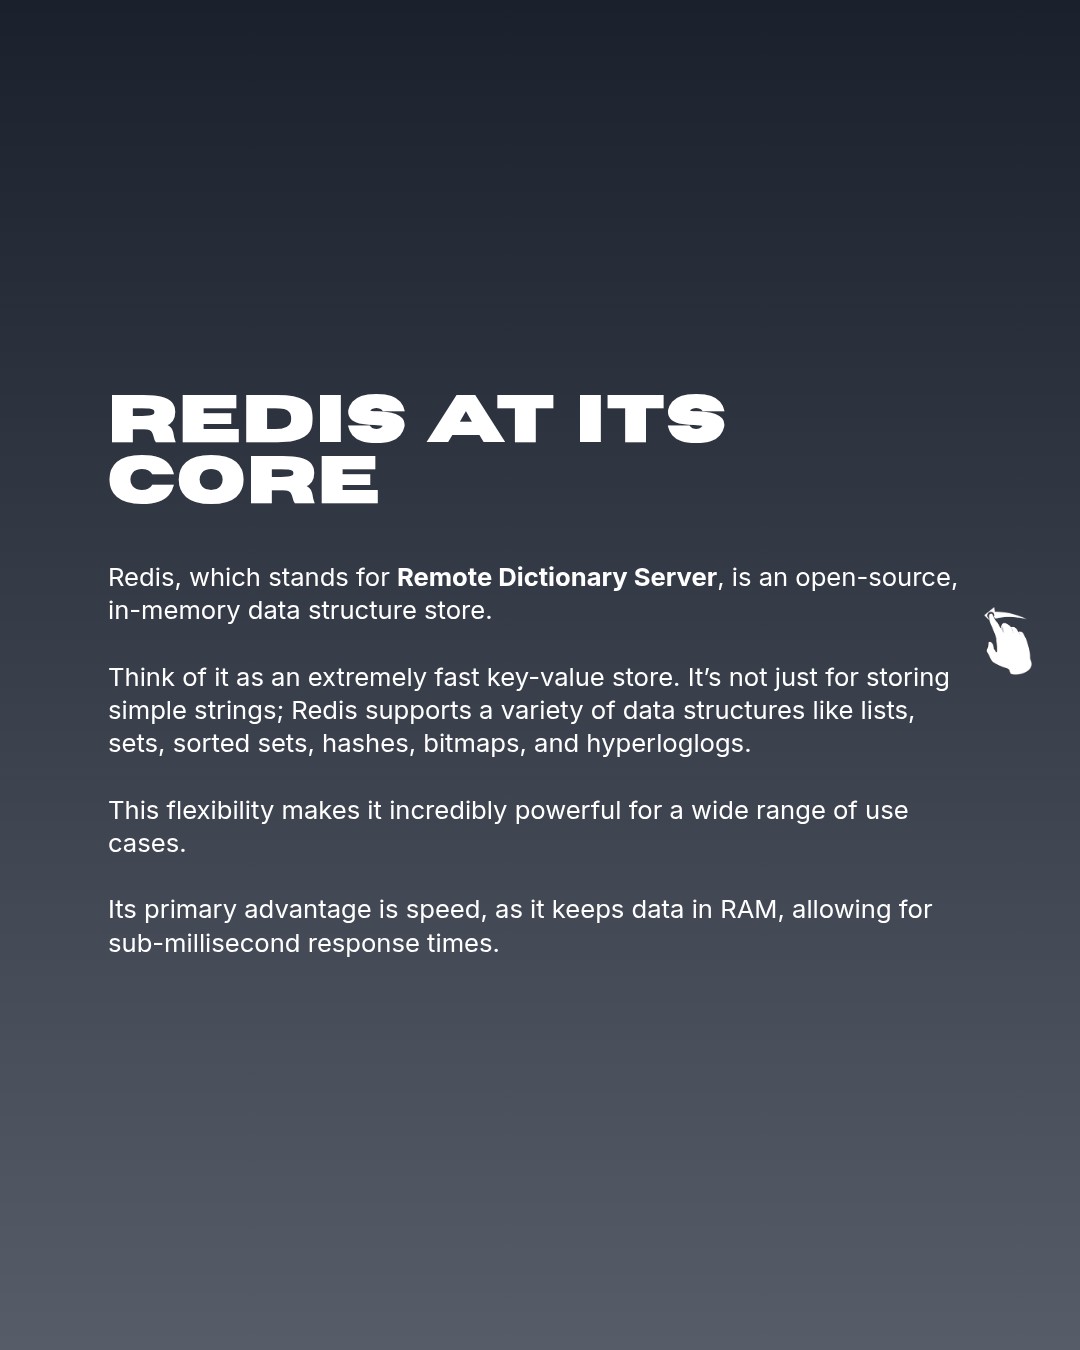 REDIS AT ITS
CORE
Redis, which stands for Remote Dictionary Server, is an open-source,
in-memory data structure store.
Think of it as an extremely fast key-value store. It’s not just for storing
simple strings; Redis supports a variety of data structures like lists,
sets, sorted sets, hashes, bitmaps, and hyperloglogs.
This flexibility makes it incredibly powerful for a wide range of use
cases.
Its primary advantage is speed, as it keeps data in RAM, allowing for
sub-millisecond response times.